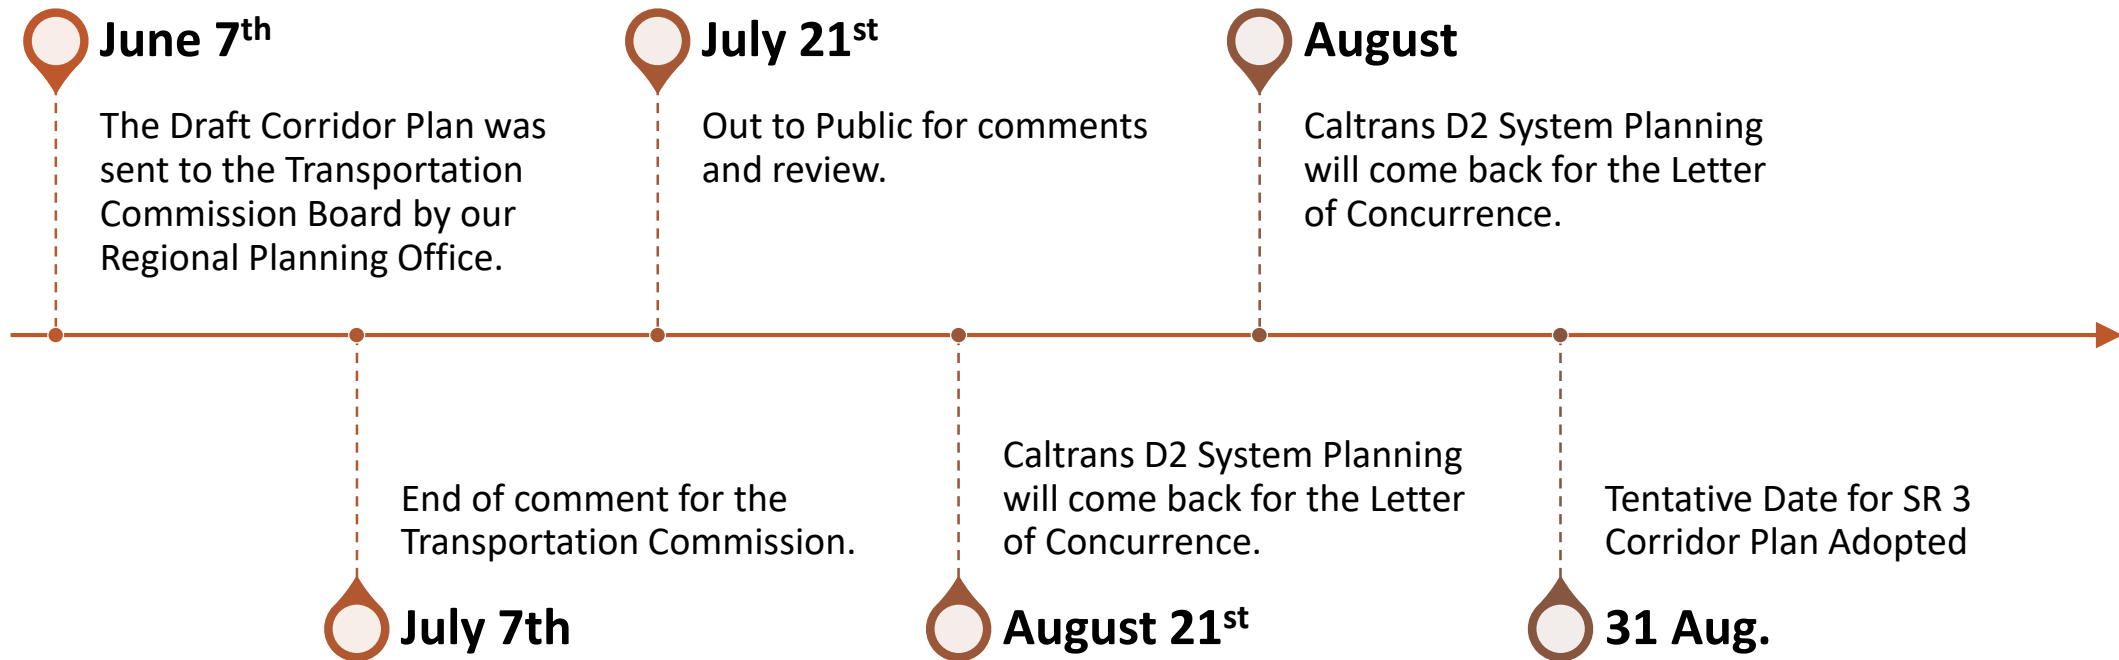 June 7th
The Draft Corridor Plan was
sent to the Transportation
Commission Board by our
Regional Planning Office.
End of comment for the
Transportation Commission.
July 7th
July 21st
Out to Public for comments
and review.
Caltrans D2 System Planning
will come back for the Letter
of Concurrence.
August 21st
August
Caltrans D2 System Planning
will come back for the Letter
of Concurrence.
Tentative Date for SR 3
Corridor Plan Adopted
31 Aug.